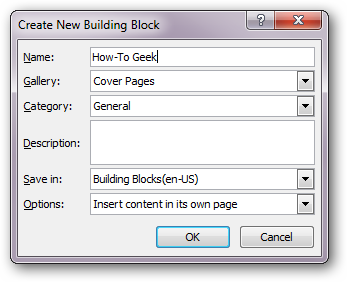 Create New Building Block
Name: How-To Geek
Gallery: Cover Pages
Category: General
Description:
Save in: Building Blocks(en-US)
Options: Insert content in its own page
OK Cancel